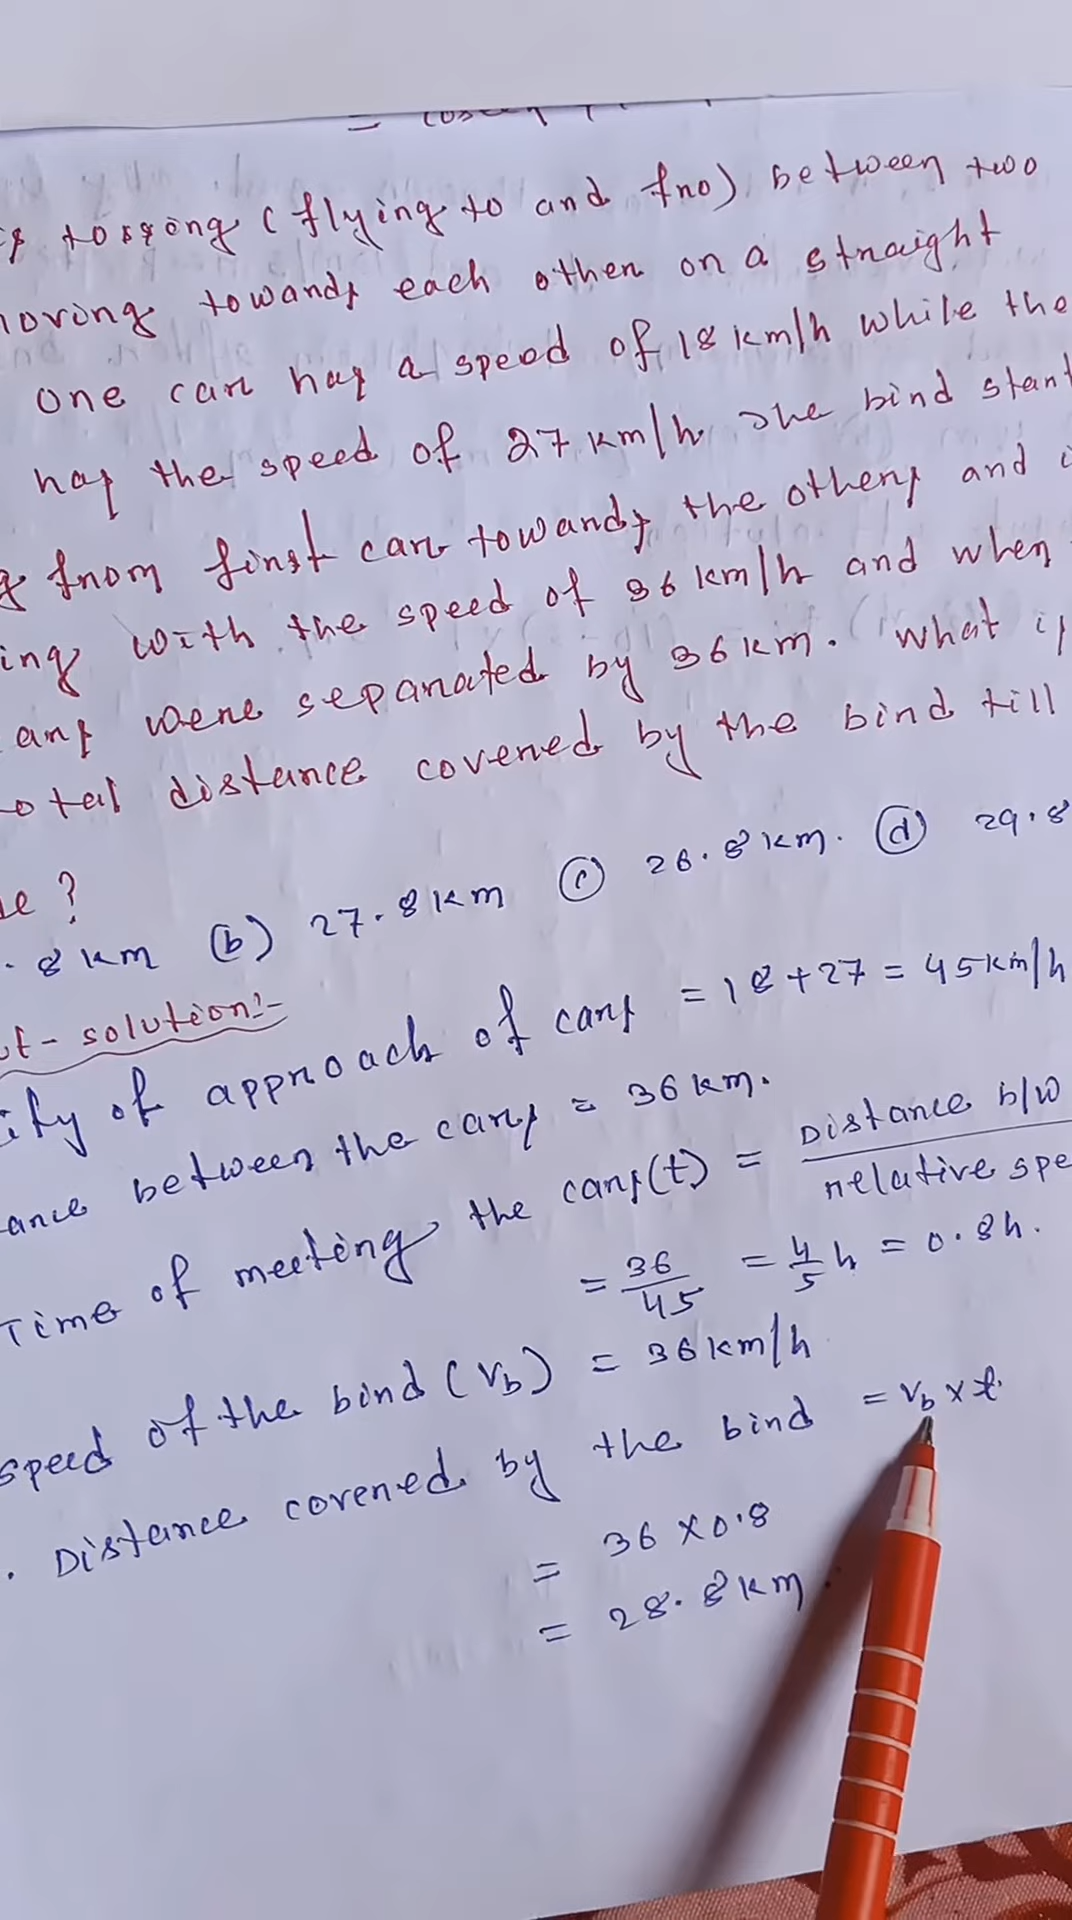 tossing (flying to and fro) between two
moving towards each other on a straight
one car has a speed of 18 km/h while the
has the speed of 27 km/h. The bird start
from first car towards the others and
ing with the speed of 36 km/h and when
were separated by 36 km. what is
otal distance covered by the bird till
.8 km (b) 27.8 km (c) 26.8 km. (d) 29.8
solution:-
ity of approach of cars = 18+27 = 45 km/h
ance between the cars = 36 km.
Time of meeting the cars(t) = Distance b/w
relative spe
= 36/45 = 4/5 h = 0.8h.
speed of the bird (Vb) = 36 km/h
. Distance covered by the bird = Vb x t.
= 36 x 0.8
= 28.8 km